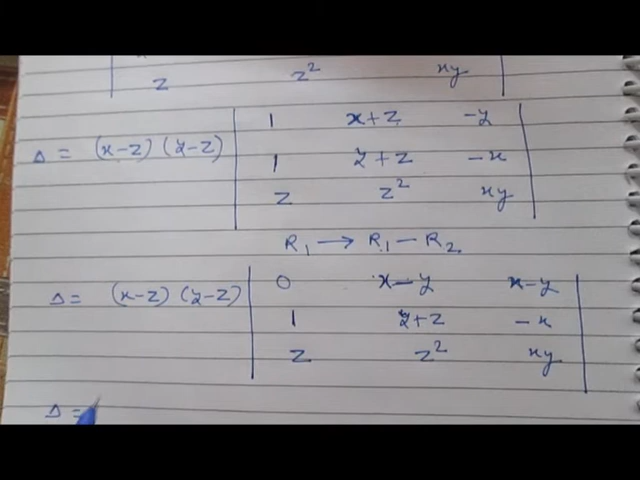 z z² xy
Δ = (x-z) (y-z) | 1 x+z -y |
| 1 y+z -x |
| z z² xy |
R₁ → R₁ - R₂
Δ = (x-z) (y-z) | 0 x-y x-y |
| 1 y+z -x |
| z z² xy |
Δ =